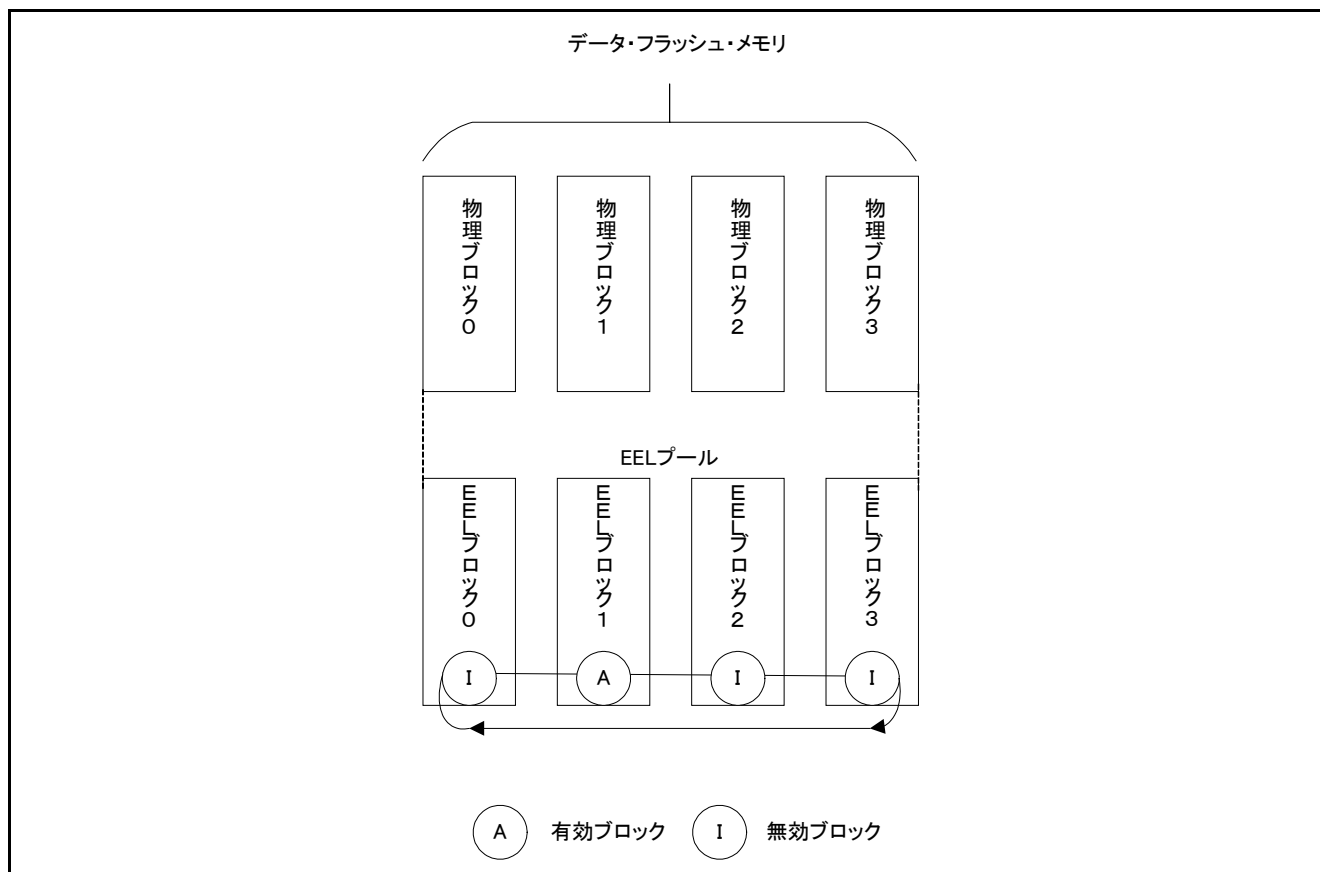 データ・フラッシュ・メモリ
物理ブロック0
物理ブロック1
物理ブロック2
物理ブロック3
EELプール
EELブロック0
EELブロック1
EELブロック2
EELブロック3
I
A
I
I
A 有効ブロック I 無効ブロック